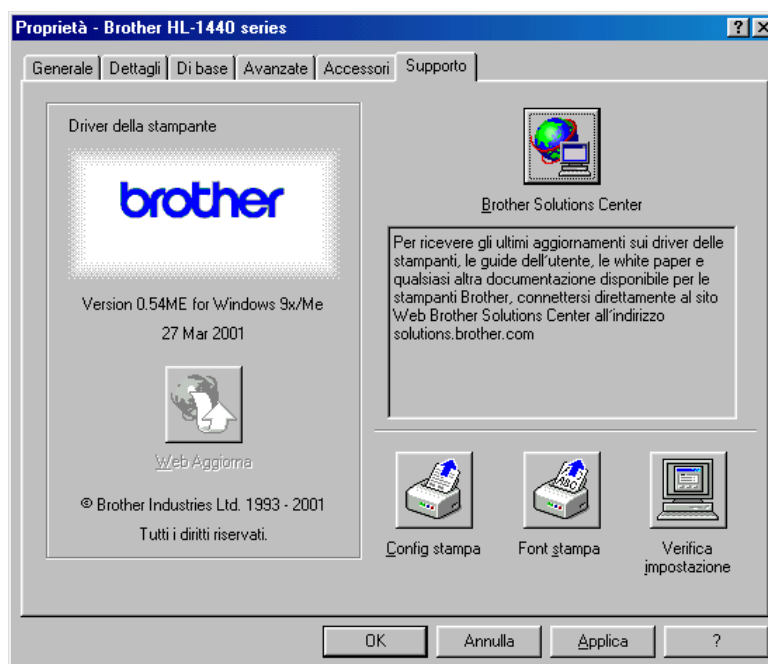 Proprietà - Brother HL-1440 series
Generale
Dettagli
Di base
Avanzate
Accessori
Supporto
Driver della stampante
brother
Version 0.54ME for Windows 9x/Me
27 Mar 2001
Web Aggiorna
© Brother Industries Ltd. 1993 - 2001
Tutti i diritti riservati.
Brother Solutions Center
Per ricevere gli ultimi aggiornamenti sui driver delle
stampanti, le guide dell'utente, le white paper e
qualsiasi altra documentazione disponibile per le
stampanti Brother, connettersi direttamente al sito
Web Brother Solutions Center all'indirizzo
solutions.brother.com
Config stampa
ABC
Font stampa
Verifica
impostazione
OK
Annulla
Applica
?